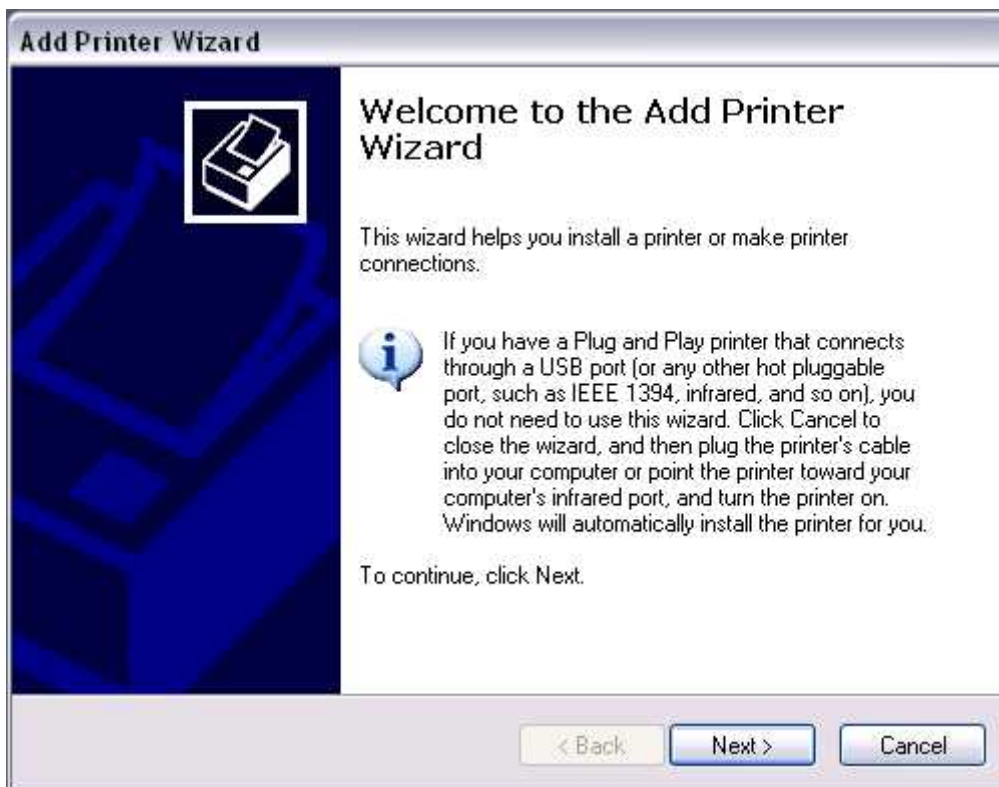 Add Printer Wizard
Welcome to the Add Printer
Wizard
This wizard helps you install a printer or make printer
connections.
If you have a Plug and Play printer that connects
through a USB port (or any other hot pluggable
port, such as IEEE 1394, infrared, and so on), you
do not need to use this wizard. Click Cancel to
close the wizard, and then plug the printer's cable
into your computer or point the printer toward your
computer's infrared port, and turn the printer on.
Windows will automatically install the printer for you.
To continue, click Next.
< Back Next > Cancel